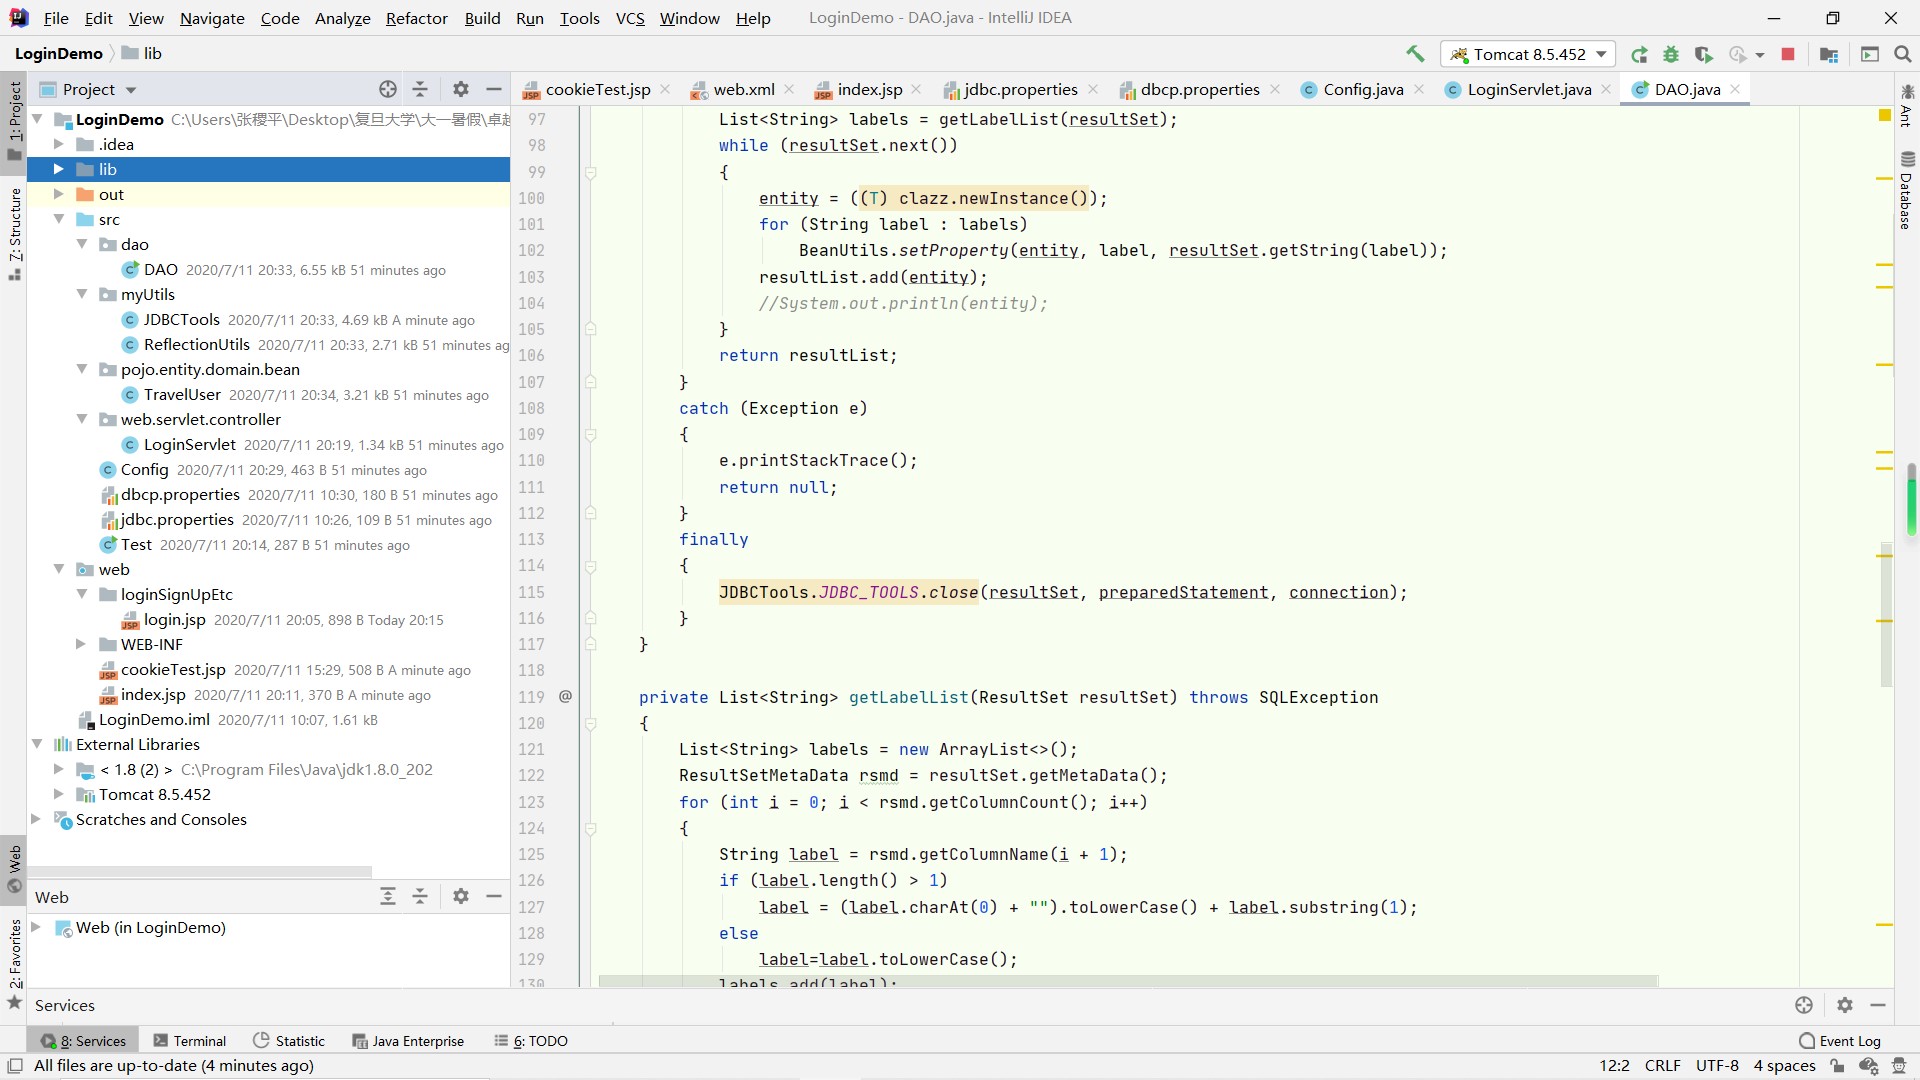 File Edit View Navigate Code Analyze Refactor Build Run Tools VCS Window Help LoginDemo - DAO.java - IntelliJ IDEA
LoginDemo lib Tomcat 8.5.452
Project cookieTest.jsp web.xml index.jsp jdbc.properties dbcp.properties Config.java LoginServlet.java DAO.java
1: Project
7: Structure
Web
2: Favorites
LoginDemo C:\Users\张稷平\Desktop\复旦大学\大一暑假\卓越
.idea
lib
out
src
dao
DAO 2020/7/11 20:33, 6.55 kB 51 minutes ago
myUtils
JDBCTools 2020/7/11 20:33, 4.69 kB A minute ago
ReflectionUtils 2020/7/11 20:33, 2.71 kB 51 minutes ag
pojo.entity.domain.bean
TravelUser 2020/7/11 20:34, 3.21 kB 51 minutes ago
web.servlet.controller
LoginServlet 2020/7/11 20:19, 1.34 kB 51 minutes ago
Config 2020/7/11 20:29, 463 B 51 minutes ago
dbcp.properties 2020/7/11 10:30, 180 B 51 minutes ago
jdbc.properties 2020/7/11 10:26, 109 B 51 minutes ago
Test 2020/7/11 20:14, 287 B 51 minutes ago
web
loginSignUpEtc
login.jsp 2020/7/11 20:05, 898 B Today 20:15
WEB-INF
cookieTest.jsp 2020/7/11 15:29, 508 B A minute ago
index.jsp 2020/7/11 20:11, 370 B A minute ago
LoginDemo.iml 2020/7/11 10:07, 1.61 kB
External Libraries
< 1.8 (2) > C:\Program Files\Java\jdk1.8.0_202
Tomcat 8.5.452
Scratches and Consoles
Web
Web (in LoginDemo)
97 List<String> labels = getLabelList(resultSet);
98 while (resultSet.next())
99 {
100 entity = ((T) clazz.newInstance());
101 for (String label : labels)
102 BeanUtils.setProperty(entity, label, resultSet.getString(label));
103 resultList.add(entity);
104 //System.out.println(entity);
105 }
106 return resultList;
107 }
108 catch (Exception e)
109 {
110 e.printStackTrace();
111 return null;
112 }
113 finally
114 {
115 JDBCTools.JDBC_TOOLS.close(resultSet, preparedStatement, connection);
116 }
117 }
118
119 @ private List<String> getLabelList(ResultSet resultSet) throws SQLException
120 {
121 List<String> labels = new ArrayList<>();
122 ResultSetMetaData rsmd = resultSet.getMetaData();
123 for (int i = 0; i < rsmd.getColumnCount(); i++)
124 {
125 String label = rsmd.getColumnName(i + 1);
126 if (label.length() > 1)
127 label = (label.charAt(0) + "").toLowerCase() + label.substring(1);
128 else
129 label=label.toLowerCase();
130 labels.add(label);
Ant
Database
Services
8: Services Terminal Statistic Java Enterprise 6: TODO Event Log
All files are up-to-date (4 minutes ago) 12:2 CRLF UTF-8 4 spaces